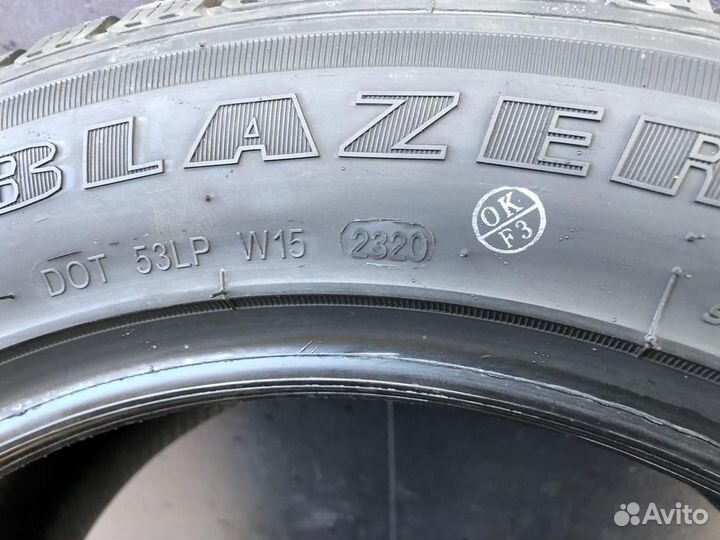 BLAZER
DOT 53LP W15 2320
OK
F3
Avito